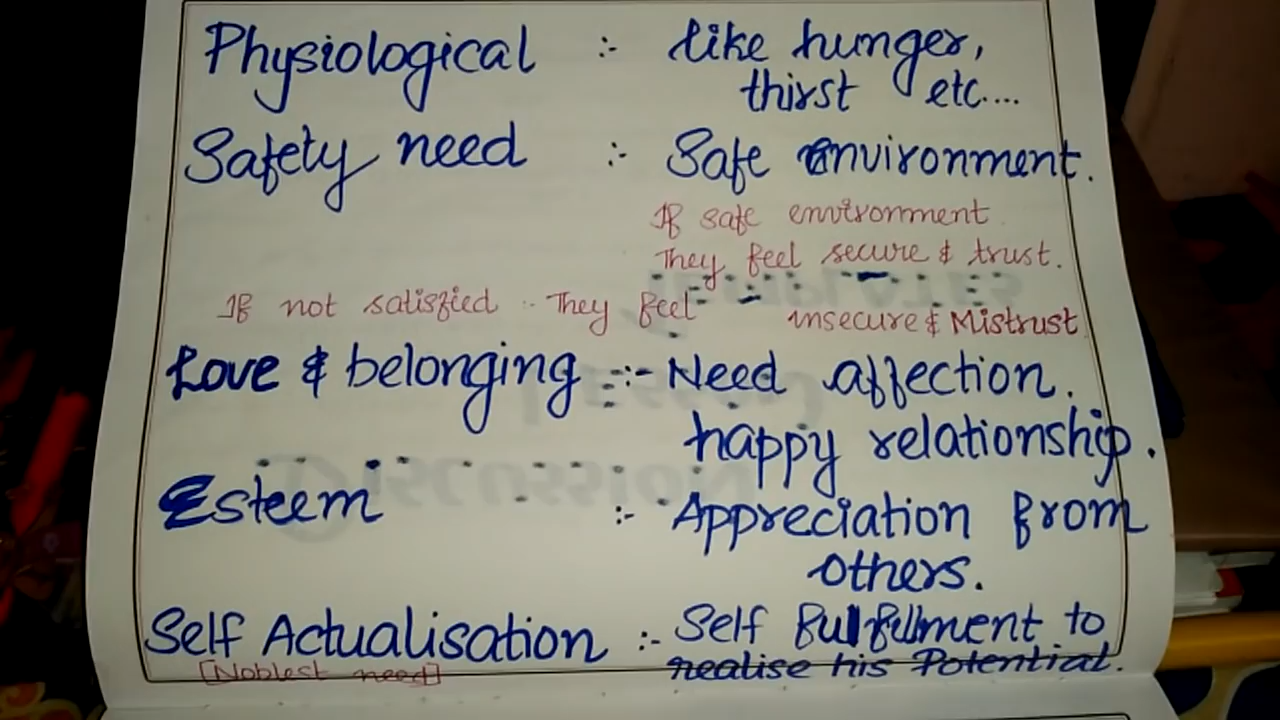 Physiological :- like hunger,
thirst etc....
Safety need :- Safe Environment.
If safe environment
They feel secure & trust.
If not satisfied :- They feel insecure & Mistrust
Love & belonging :- Need affection.
happy relationship.
Esteem :- Appreciation from
others.
Self Actualisation :- Self Fulfillment to
[Noblest need] realise his Potential.